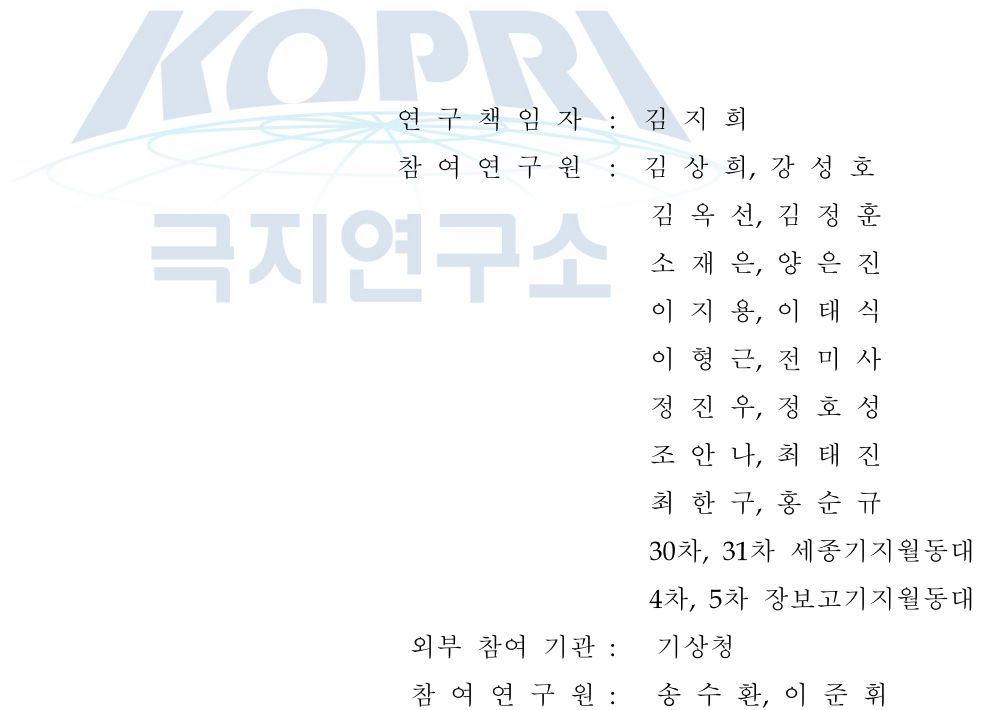 KOPRI
극지연구소
연 구 책 임 자 : 김 지 희
참 여 연 구 원 : 김 상 희, 강 성 호
김 옥 선, 김 정 훈
소 재 은, 양 은 진
이 지 용, 이 태 식
이 형 근, 전 미 사
정 진 우, 정 호 성
조 안 나, 최 태 진
최 한 구, 홍 순 규
30차, 31차 세종기지월동대
4차, 5차 장보고기지월동대
외부 참여 기관 : 기상청
참 여 연 구 원 : 송 수 환, 이 준 휘